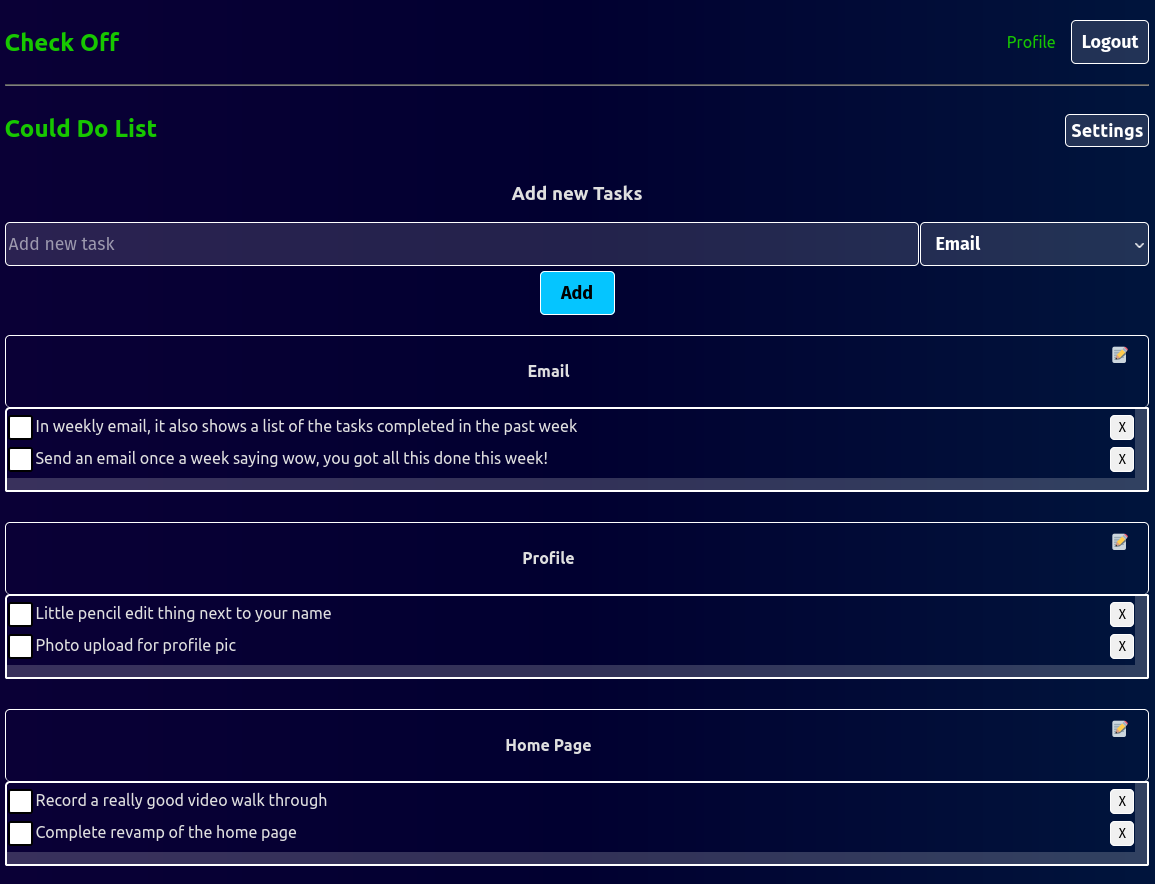 Check Off
Profile
Logout
Could Do List
Settings
Add new Tasks
Add new task
Email
Add
Email
In weekly email, it also shows a list of the tasks completed in the past week
X
Send an email once a week saying wow, you got all this done this week!
X
Profile
Little pencil edit thing next to your name
X
Photo upload for profile pic
X
Home Page
Record a really good video walk through
X
Complete revamp of the home page
X